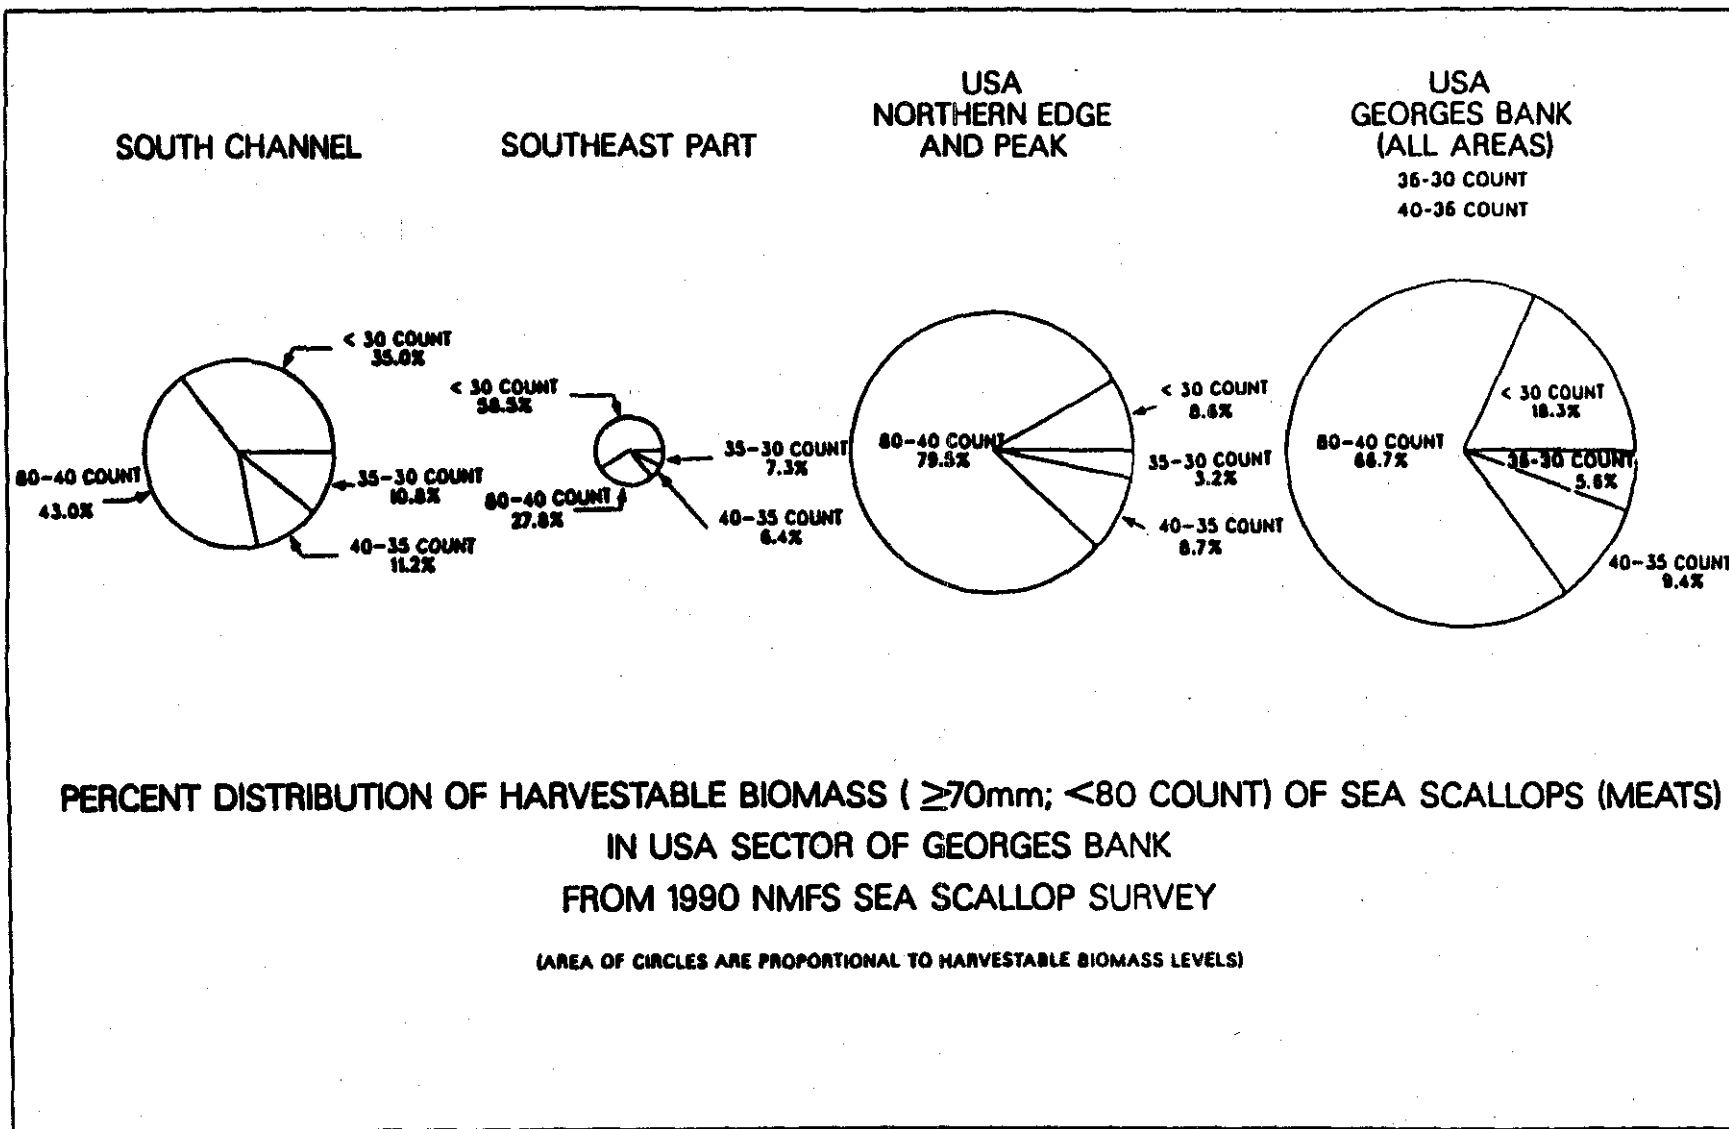 SOUTH CHANNEL
< 30 COUNT
35.0%
80-40 COUNT
43.0%
35-30 COUNT
10.8%
40-35 COUNT
11.2%
SOUTHEAST PART
< 30 COUNT
58.5%
35-30 COUNT
7.3%
80-40 COUNT
27.8%
40-35 COUNT
6.4%
USA
NORTHERN EDGE
AND PEAK
< 30 COUNT
8.6%
80-40 COUNT
79.5%
35-30 COUNT
3.2%
40-35 COUNT
8.7%
USA
GEORGES BANK
(ALL AREAS)
36-30 COUNT
40-36 COUNT
< 30 COUNT
18.3%
80-40 COUNT
66.7%
36-30 COUNT
5.6%
40-35 COUNT
9.4%
PERCENT DISTRIBUTION OF HARVESTABLE BIOMASS ( ≥70mm; <80 COUNT) OF SEA SCALLOPS (MEATS)
IN USA SECTOR OF GEORGES BANK
FROM 1990 NMFS SEA SCALLOP SURVEY
(AREA OF CIRCLES ARE PROPORTIONAL TO HARVESTABLE BIOMASS LEVELS)